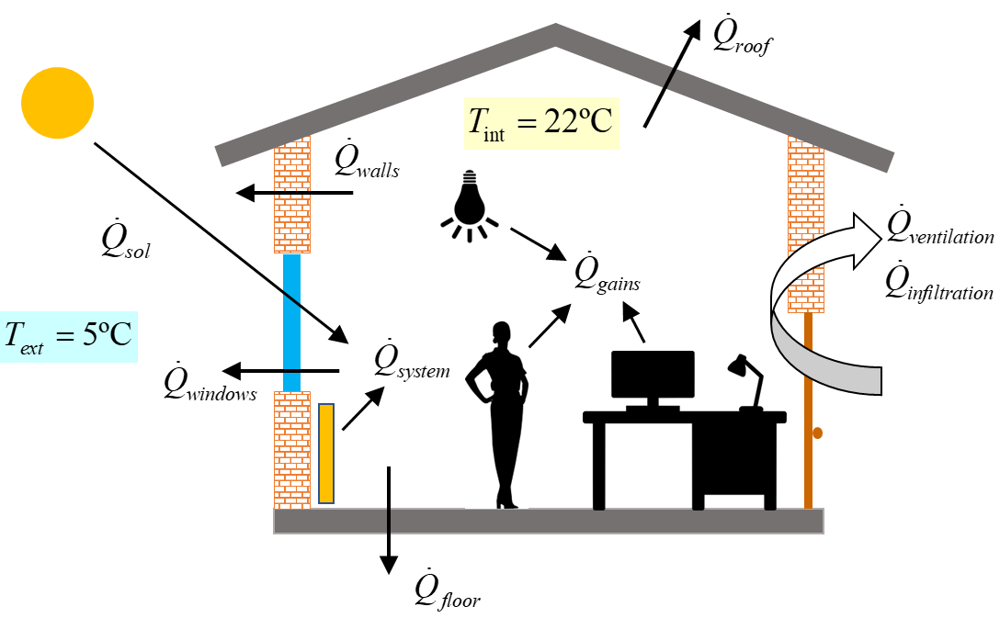 Q̇roof
Tint = 22ºC
Q̇walls
Q̇sol
Q̇ventilation
Q̇gains
Q̇infiltration
Text = 5ºC
Q̇system
Q̇windows
Q̇floor